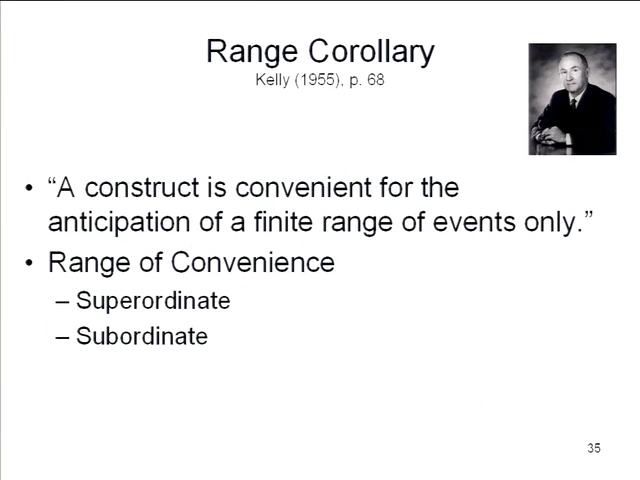 Range Corollary
Kelly (1955), p. 68
• “A construct is convenient for the
anticipation of a finite range of events only.”
• Range of Convenience
– Superordinate
– Subordinate
35